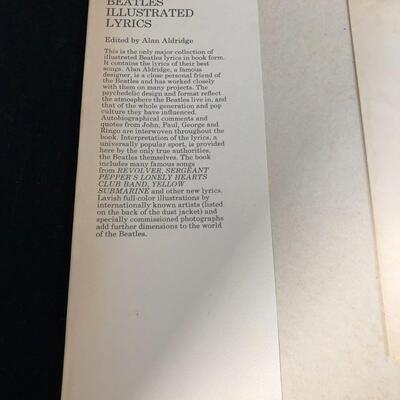 BEATLES
ILLUSTRATED
LYRICS
Edited by Alan Aldridge
This is the only major collection of
illustrated Beatles lyrics in book form.
It contains the lyrics of their best
songs. Alan Aldridge, a famous
designer, is a close personal friend of
the Beatles and has worked closely
with them on many projects. The
psychedelic design and format reflect
the atmosphere the Beatles live in, and
that of the whole generation and pop
culture they have influenced.
Autobiographical comments and
quotes from John, Paul, George and
Ringo are interwoven throughout the
book. Interpretation of the lyrics, a
universally popular sport, is provided
here by the only true authorities,
the Beatles themselves. The book
includes many famous songs
from REVOLVER, SERGEANT
PEPPER'S LONELY HEARTS
CLUB BAND, YELLOW
SUBMARINE and other new lyrics.
Lavish full-color illustrations by
internationally known artists (listed
on the back of the dust jacket) and
specially commissioned photographs
add further dimensions to the world
of the Beatles.